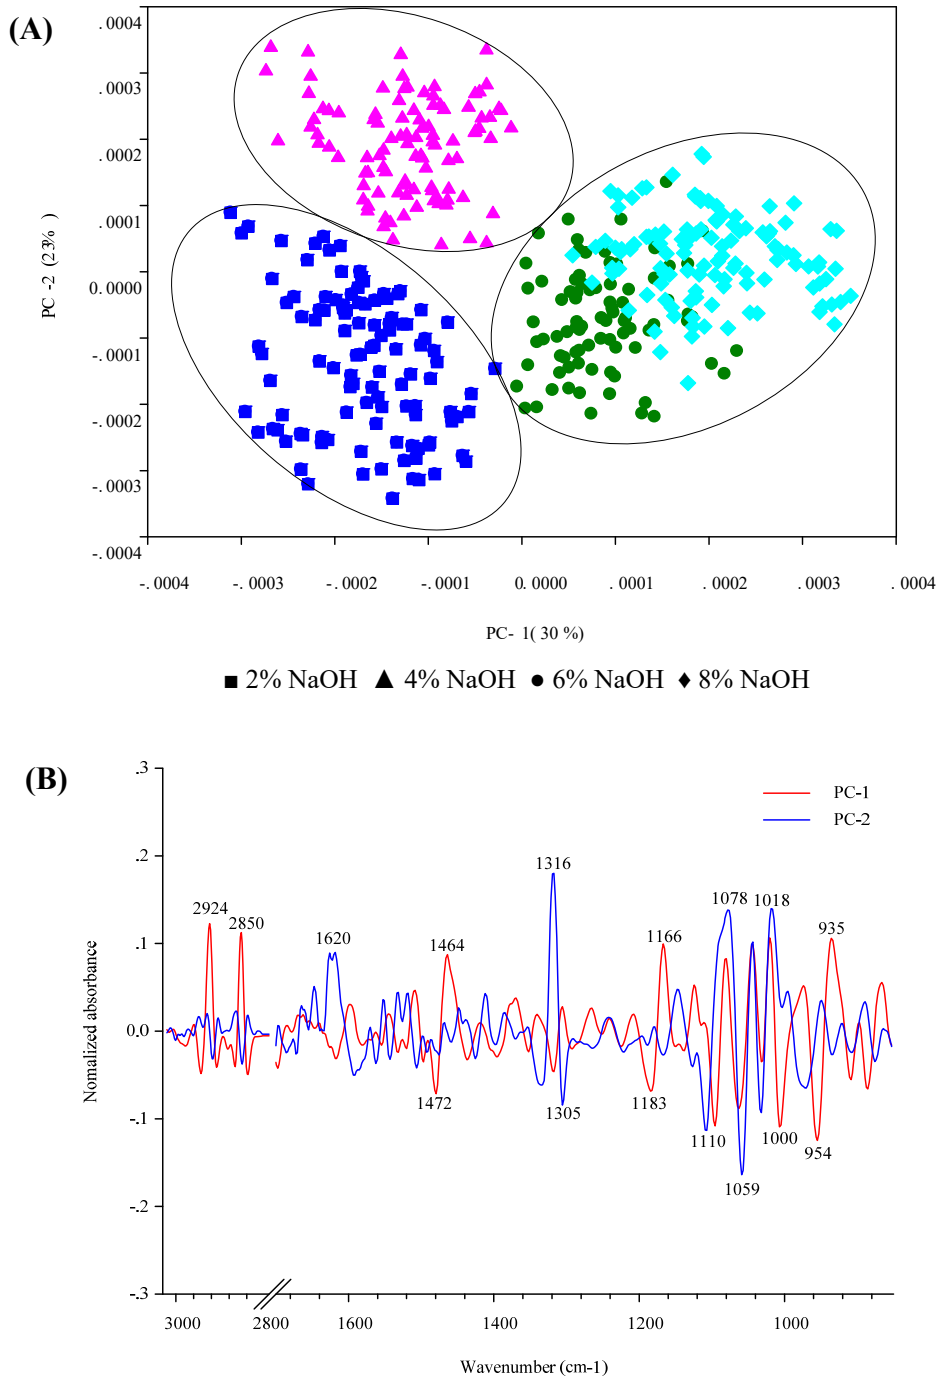 (A)
.0004
.0003
.0002
.0001
0.0000
-.0001
-.0002
-.0003
-.0004
PC -2 (23% )
-.0004 -.0003 -.0002 -.0001 0.0000 .0001 .0002 .0003 .0004
PC- 1( 30 %)
■ 2% NaOH ▲ 4% NaOH ● 6% NaOH ♦ 8% NaOH
(B)
.3
.2
.1
0.0
-.1
-.2
-.3
Nomalized absorbance
PC-1
PC-2
2924
2850
1620
1464
1316
1166
1078
1018
935
1472
1305
1183
1110
1059
1000
954
3000 2800 1600 1400 1200 1000
Wavenumber (cm-1)